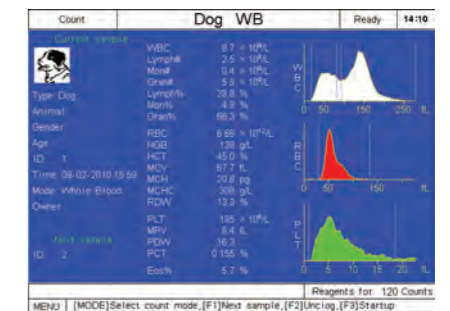 Count Dog WB Ready 14:10
Current sample
Type: Dog
Animal
Gender
Age
ID 1
Time: 08-02-2010 15:59
Mode: Whole Blood
Owner
Next sample
ID 2
WBC 8.7 × 10⁹/L
Lymph# 2.5 × 10⁹/L
Mon# 0.4 × 10⁹/L
Gran# 5.8 × 10⁹/L
Lymph% 28.8 %
Mon% 4.9 %
Gran% 66.3 %
RBC 6.66 × 10¹²/L
HGB 138 g/L
HCT 45.0 %
MCV 67.7 fL
MCH 20.8 pg
MCHC 308 g/L
RDW 13.3 %
PLT 185 × 10⁹/L
MPV 8.4 fL
PDW 16.3
PCT 0.155 %
Eos% 5.7 %
WBC
0 50 150 250 fL
RBC
0 50 150 fL
PLT
0 5 10 15 20 fL
Reagents for 120 Counts
MENU [MODE]Select count mode,[F1]Next sample,[F2]Unclog,[F3]Startup